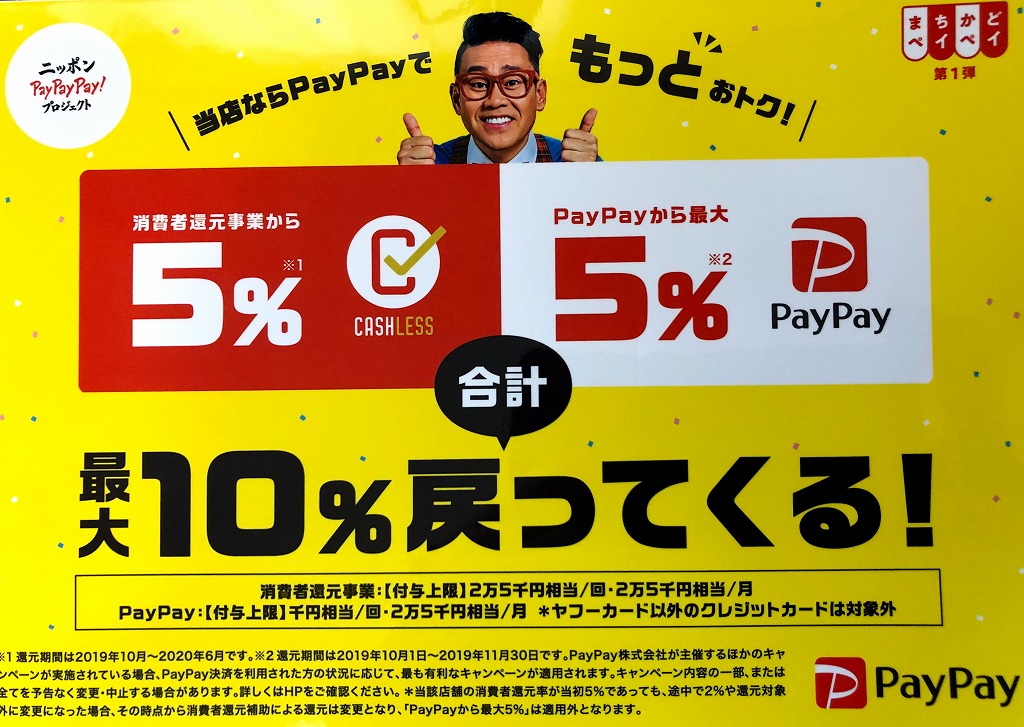 ニッポン
PayPayPay!
プロジェクト
当店ならPayPayで
もっとおトク!
まちかど
ペイペイ
第1弾
消費者還元事業から
5%※1
CASHLESS
PayPayから最大
5%※2
PayPay
合計
最大10%戻ってくる!
消費者還元事業:【付与上限】2万5千円相当/回・2万5千円相当/月
PayPay:【付与上限】千円相当/回・2万5千円相当/月 *ヤフーカード以外のクレジットカードは対象外
※1 還元期間は2019年10月~2020年6月です。※2 還元期間は2019年10月1日~2019年11月30日です。PayPay株式会社が主催するほかのキャ
ンペーンが実施されている場合、PayPay決済を利用された方の状況に応じて、最も有利なキャンペーンが適用されます。キャンペーン内容の一部、または
全てを予告なく変更・中止する場合があります。詳しくはHPをご確認ください。*当該店舗の消費者還元率が当初5%であっても、途中で2%や還元対象
外に変更になった場合、その時点から消費者還元補助による還元は変更となり、「PayPayから最大5%」は適用外となります。
PayPay